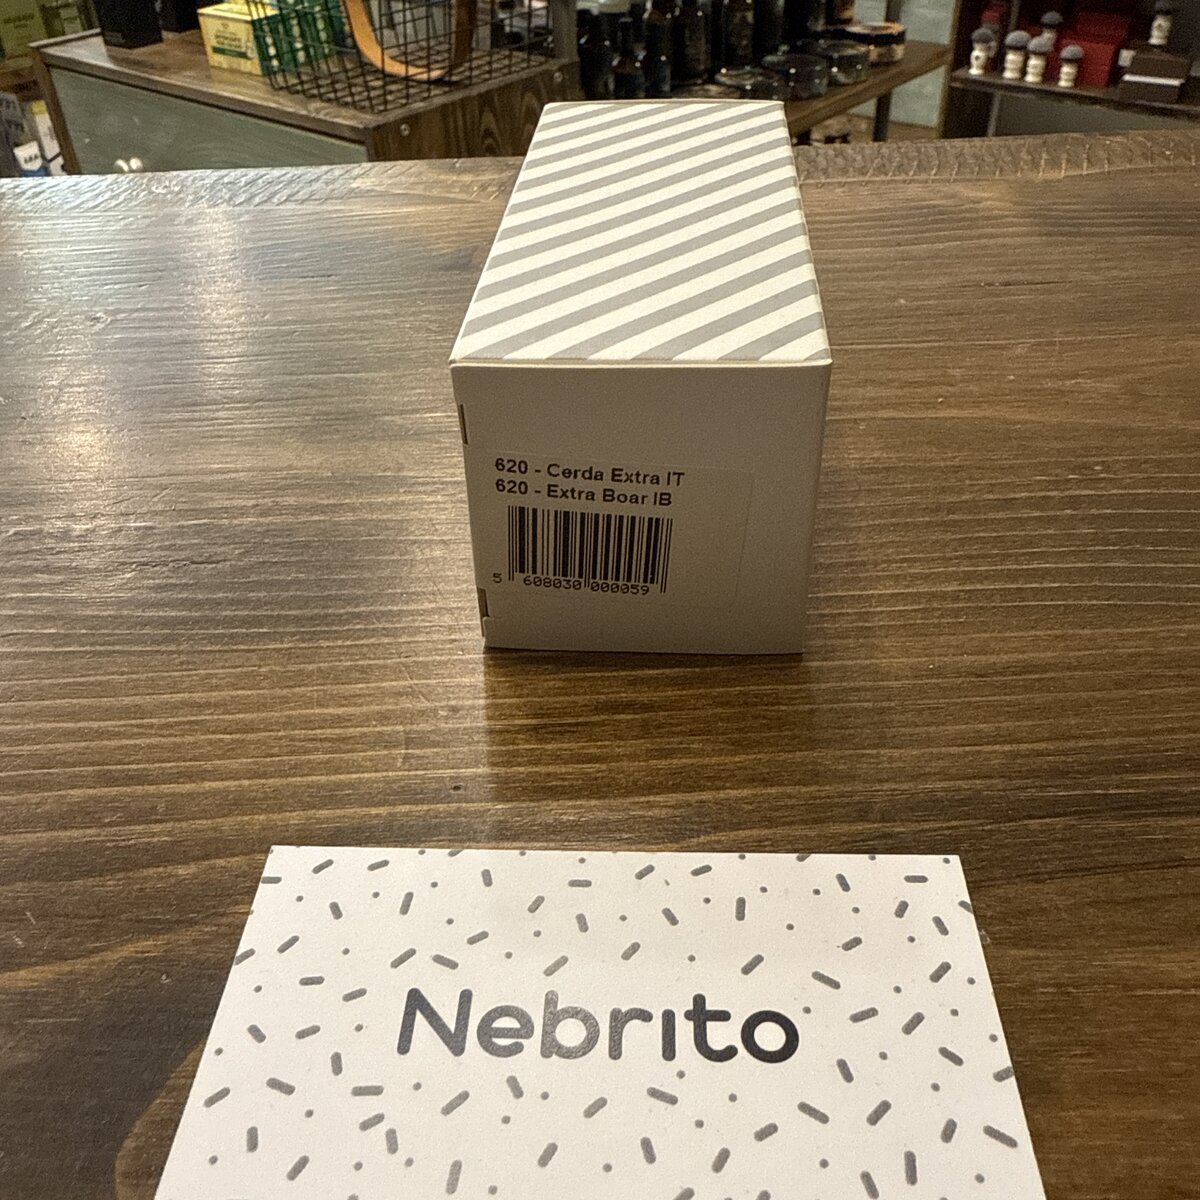 620 - Cerda Extra IT
620 - Extra Boar IB
5 608030 000059
Nebrito